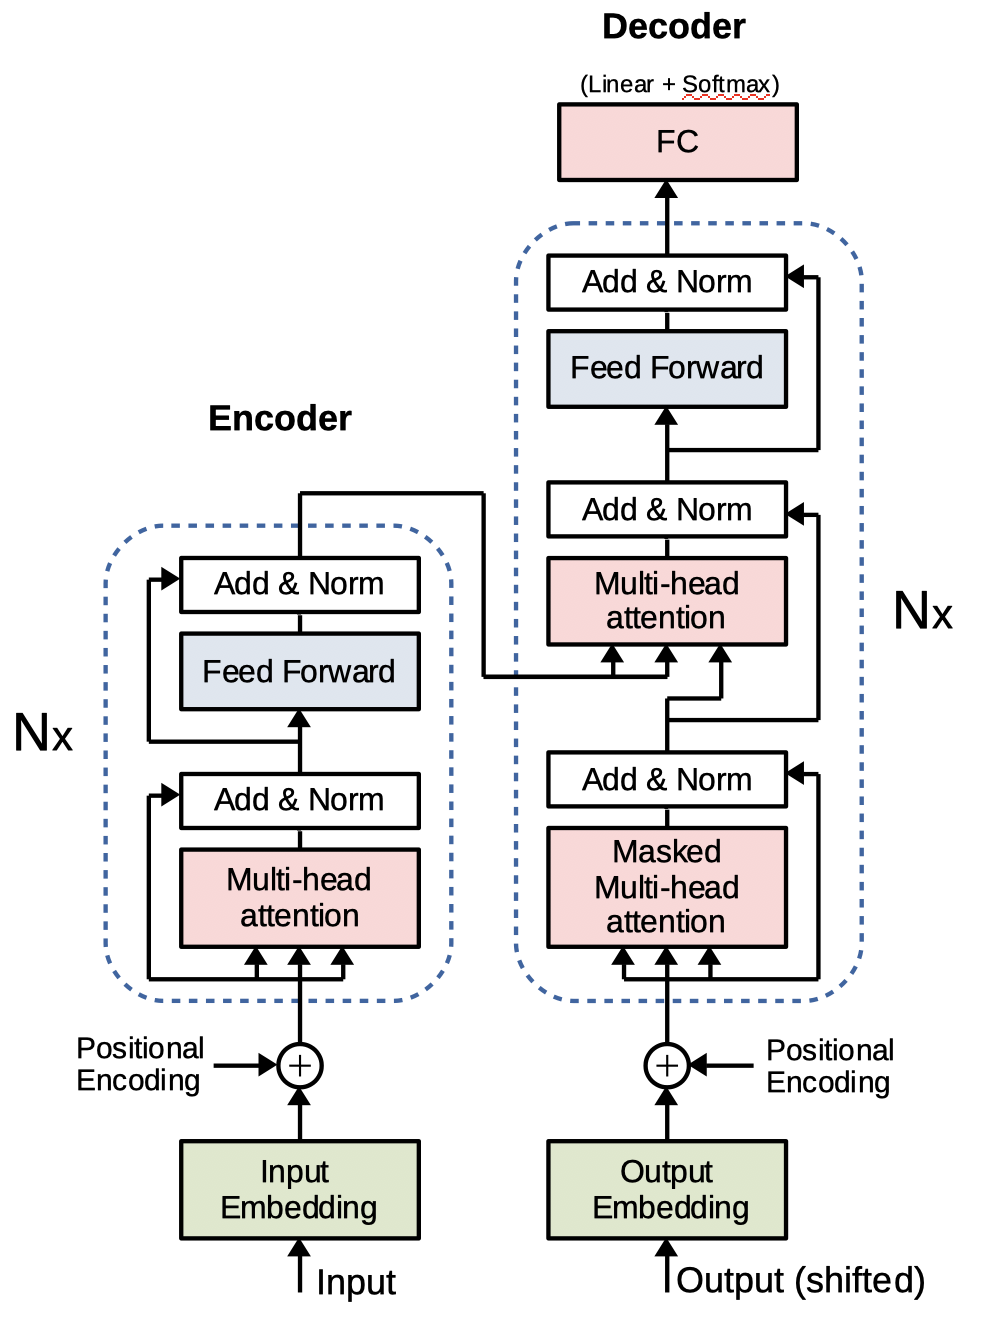 Decoder
(Linear + Softmax)
FC
Add & Norm
Feed Forward
Add & Norm
Multi-head
attention
Nx
Add & Norm
Masked
Multi-head
attention
Positional
Encoding
Output
Embedding
Output (shifted)
Encoder
Add & Norm
Feed Forward
Nx
Add & Norm
Multi-head
attention
Positional
Encoding
Input
Embedding
Input